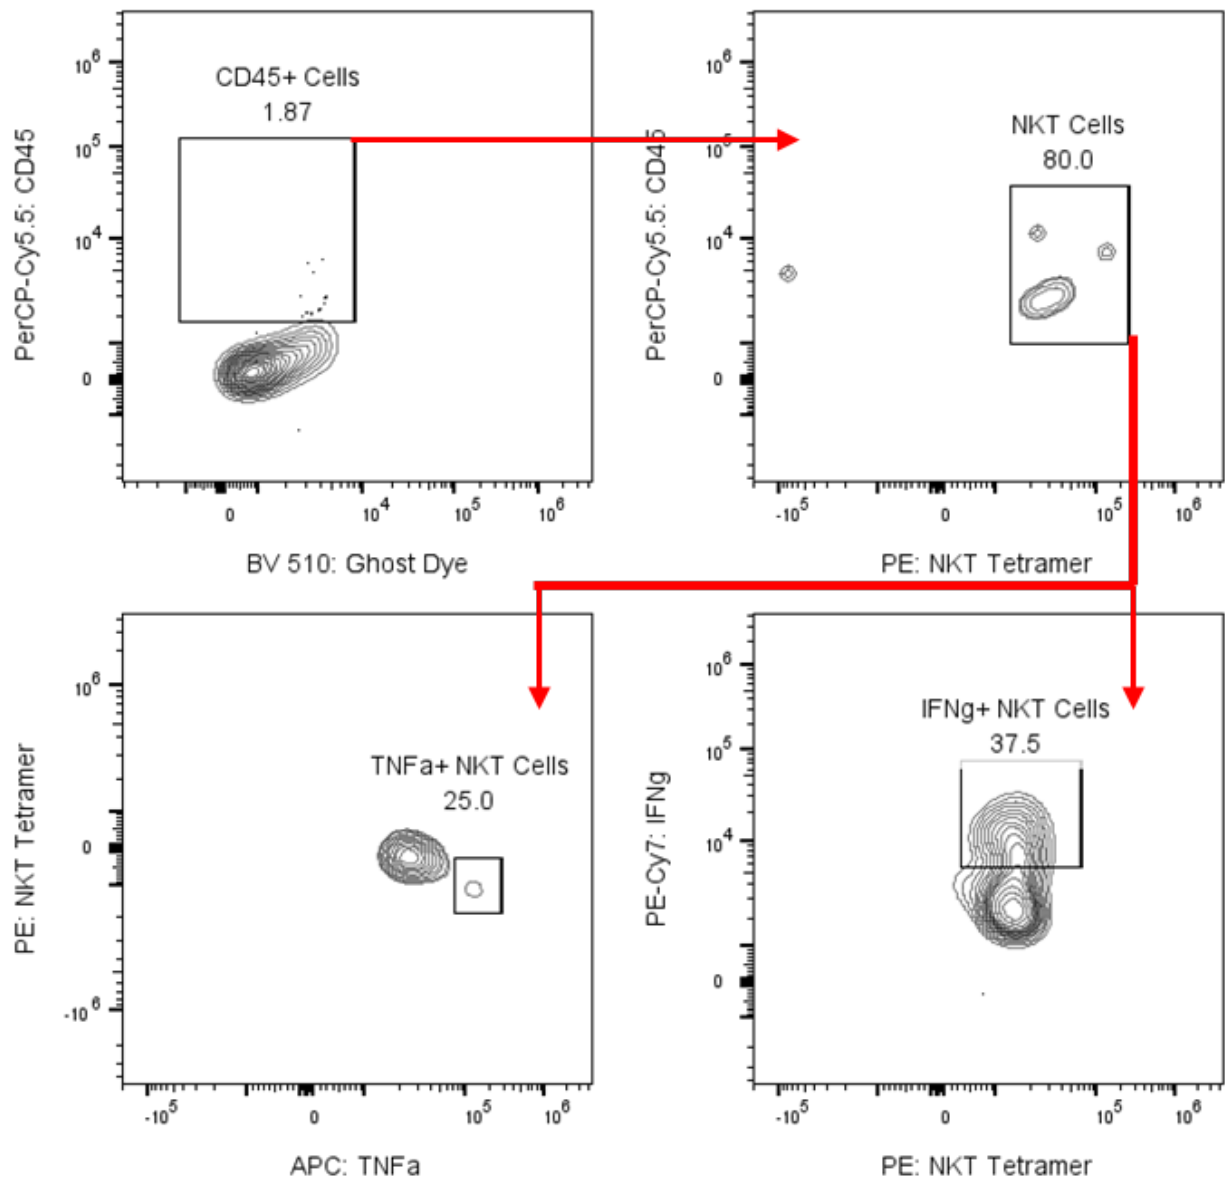 CD45+ Cells
1.87
PerCP-Cy5.5: CD45
10^6
10^5
10^4
0
0
10^4
10^5
10^6
BV 510: Ghost Dye
NKT Cells
80.0
PerCP-Cy5.5: CD45
10^6
10^5
10^4
0
-10^5
0
10^5
10^6
PE: NKT Tetramer
TNFa+ NKT Cells
25.0
PE: NKT Tetramer
10^6
0
-10^6
-10^5
0
10^5
10^6
APC: TNFa
IFNg+ NKT Cells
37.5
PE-Cy7: IFNg
10^6
10^5
10^4
0
-10^5
0
10^5
10^6
PE: NKT Tetramer